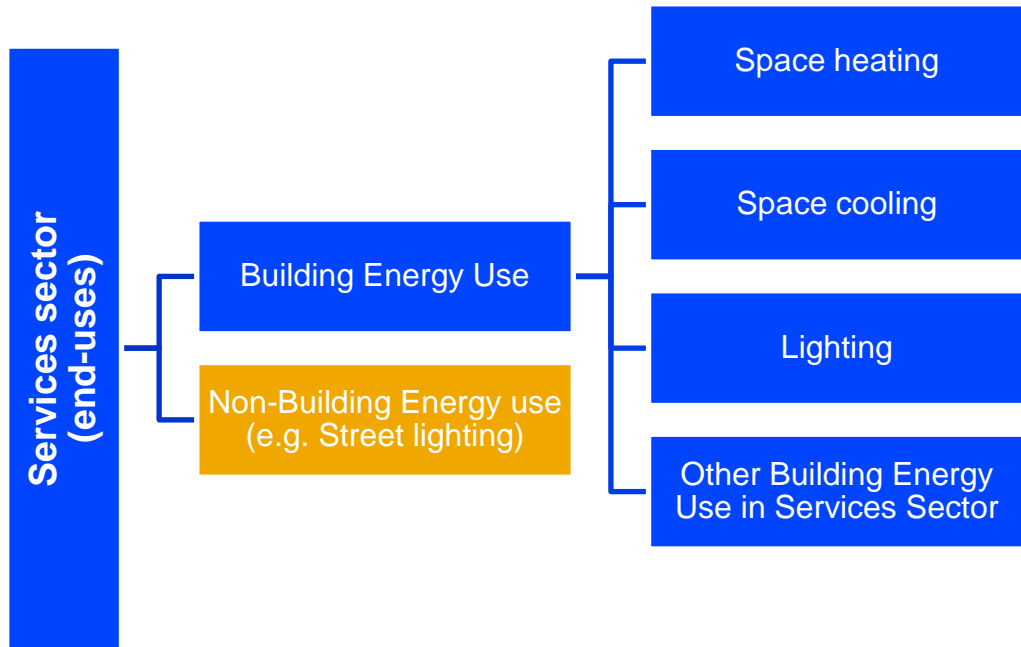 Services sector
(end-uses)
Building Energy Use
Non-Building Energy use
(e.g. Street lighting)
Space heating
Space cooling
Lighting
Other Building Energy
Use in Services Sector